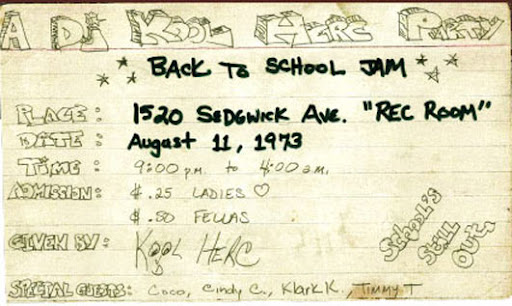 A DJ KOOL HERC PARTY
BACK TO SCHOOL JAM
PLACE: 1520 SEDGWICK AVE. "REC ROOM"
DATE: August 11, 1973
TIME: 9:00 p.m. to 4:00 a.m.
ADMISSION: $.25 LADIES ♡
$.50 FELLAS
GIVEN BY: KOOL HERC
School's Still Out!
SPECIAL GUESTS: Coco, Cindy C., Klark K., Timmy T